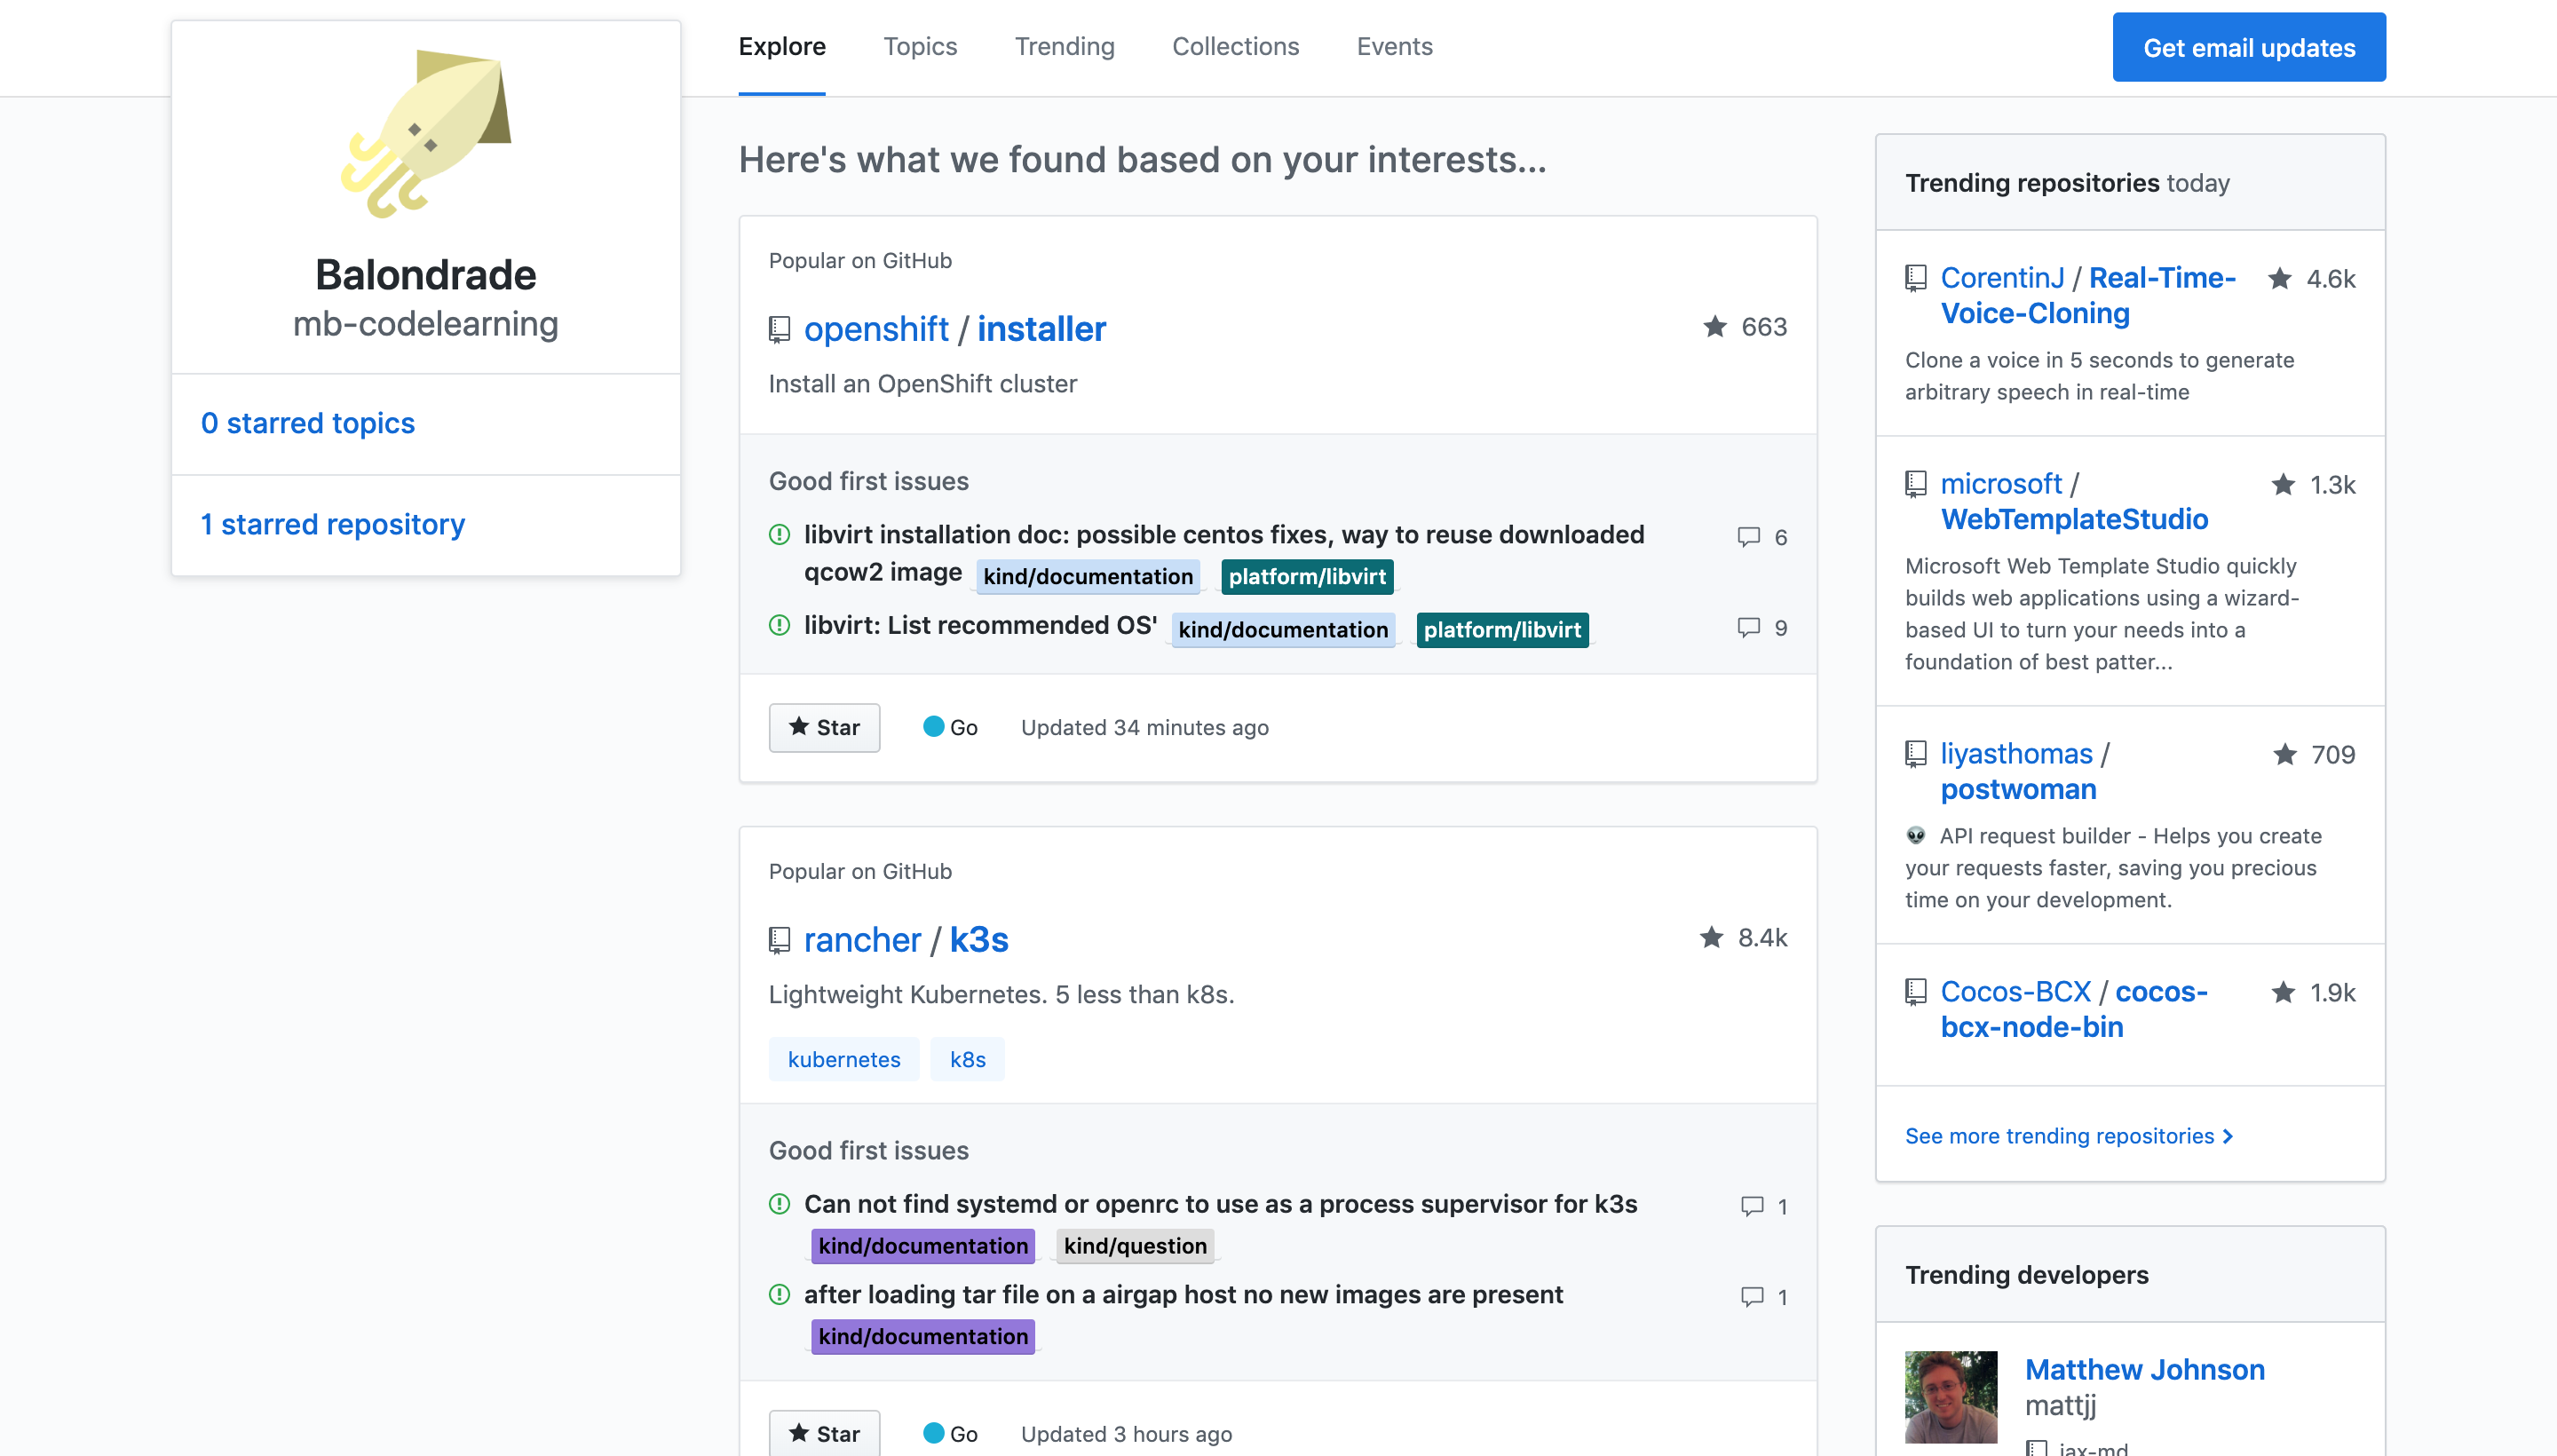 Explore Topics Trending Collections Events
Get email updates
Balondrade
mb-codelearning
0 starred topics
1 starred repository
Here's what we found based on your interests...
Popular on GitHub
openshift / installer 663
Install an OpenShift cluster
Good first issues
libvirt installation doc: possible centos fixes, way to reuse downloaded 6
qcow2 image kind/documentation platform/libvirt
libvirt: List recommended OS' kind/documentation platform/libvirt 9
Star Go Updated 34 minutes ago
Popular on GitHub
rancher / k3s 8.4k
Lightweight Kubernetes. 5 less than k8s.
kubernetes k8s
Good first issues
Can not find systemd or openrc to use as a process supervisor for k3s 1
kind/documentation kind/question
after loading tar file on a airgap host no new images are present 1
kind/documentation
Star Go Updated 3 hours ago
Trending repositories today
CorentinJ / Real-Time- 4.6k
Voice-Cloning
Clone a voice in 5 seconds to generate
arbitrary speech in real-time
microsoft / 1.3k
WebTemplateStudio
Microsoft Web Template Studio quickly
builds web applications using a wizard-
based UI to turn your needs into a
foundation of best patter...
liyasthomas / 709
postwoman
API request builder - Helps you create
your requests faster, saving you precious
time on your development.
Cocos-BCX / cocos- 1.9k
bcx-node-bin
See more trending repositories
Trending developers
Matthew Johnson
mattjj
jax-md